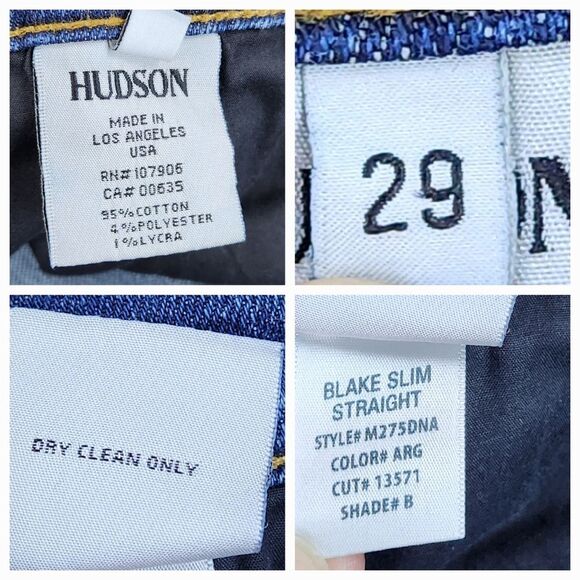 HUDSON
MADE IN
LOS ANGELES
USA
RN# 107906
CA# 00635
95% COTTON
4% POLYESTER
1% LYCRA
29
DRY CLEAN ONLY
BLAKE SLIM
STRAIGHT
STYLE# M275DNA
COLOR# ARG
CUT# 13571
SHADE# B